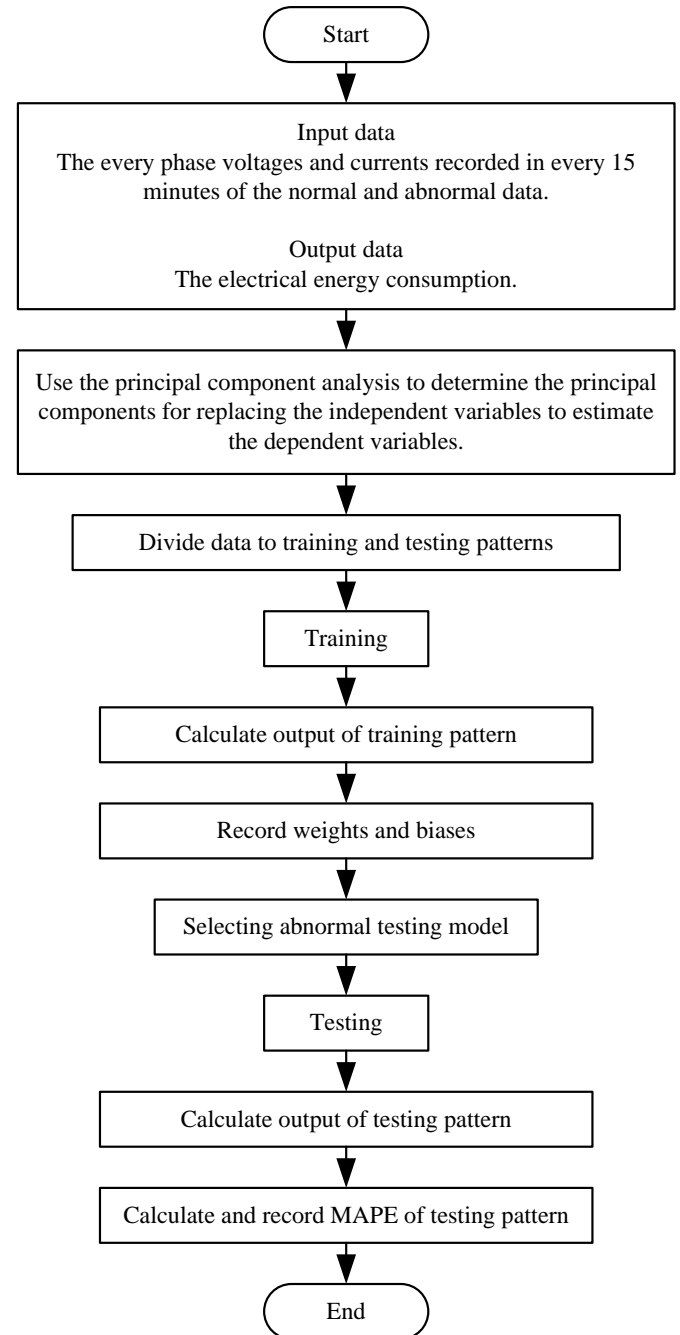 Start
Input data
The every phase voltages and currents recorded in every 15
minutes of the normal and abnormal data.
Output data
The electrical energy consumption.
Use the principal component analysis to determine the principal
components for replacing the independent variables to estimate
the dependent variables.
Divide data to training and testing patterns
Training
Calculate output of training pattern
Record weights and biases
Selecting abnormal testing model
Testing
Calculate output of testing pattern
Calculate and record MAPE of testing pattern
End